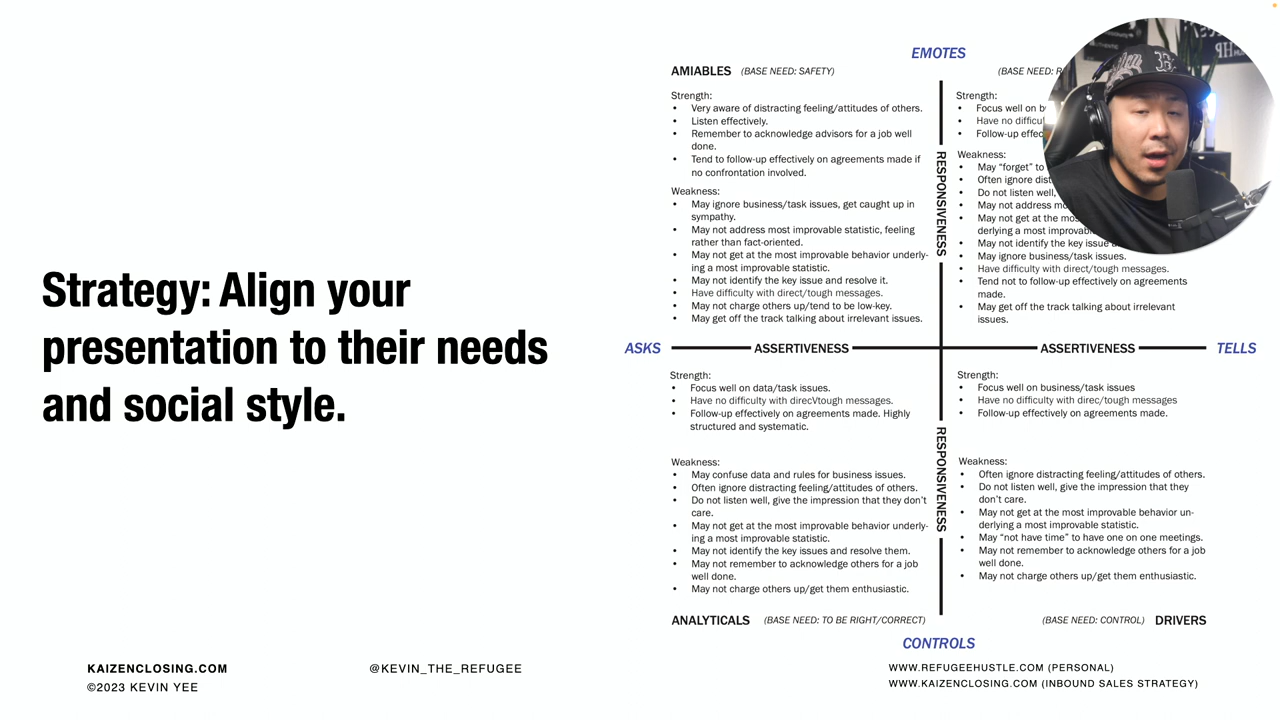 Strategy: Align your
presentation to their needs
and social style.
EMOTES
AMIABLES (BASE NEED: SAFETY)
Strength:
• Very aware of distracting feeling/attitudes of others.
• Listen effectively.
• Remember to acknowledge advisors for a job well
done.
• Tend to follow-up effectively on agreements made if
no confrontation involved.
Weakness:
• May ignore business/task issues, get caught up in
sympathy.
• May not address most improvable statistic, feeling
rather than fact-oriented.
• May not get at the most improvable behavior underly-
ing a most improvable statistic.
• May not identify the key issue and resolve it.
• Have difficulty with direct/tough messages.
• May not charge others up/tend to be low-key.
• May get off the track talking about irrelevant issues.
(BASE NEED:
Strength:
• Focus well on
• Have no
• Follow-up
Weakness:
• May “forget” to
• Often ignore
• Do not listen well,
• May not address
• May not get at the
derlying a most
• May not identify the key issue
• May ignore business/task issues.
• Have difficulty with direct/tough messages.
• Tend not to follow-up effectively on agreements
made.
• May get off the track talking about irrelevant
issues.
RESPONSIVENESS
ASKS
ASSERTIVENESS
ASSERTIVENESS
TELLS
Strength:
• Focus well on data/task issues.
• Have no difficulty with direcVtough messages.
• Follow-up effectively on agreements made. Highly
structured and systematic.
Weakness:
• May confuse data and rules for business issues.
• Often ignore distracting feeling/attitudes of others.
• Do not listen well, give the impression that they don’t
care.
• May not get at the most improvable behavior underly-
ing a most improvable statistic.
• May not identify the key issues and resolve them.
• May not remember to acknowledge others for a job
well done.
• May not charge others up/get them enthusiastic.
ANALYTICALS (BASE NEED: TO BE RIGHT/CORRECT)
RESPONSIVENESS
Strength:
• Focus well on business/task issues
• Have no difficulty with direc/tough messages
• Follow-up effectively on agreements made.
Weakness:
• Often ignore distracting feeling/attitudes of others.
• Do not listen well, give the impression that they
don’t care.
• May not get at the most improvable behavior un-
derlying a most improvable statistic.
• May “not have time” to have one on one meetings.
• May not remember to acknowledge others for a job
well done.
• May not charge others up/get them enthusiastic.
(BASE NEED: CONTROL) DRIVERS
CONTROLS
KAIZENCLOSING.COM
©2023 KEVIN YEE
@KEVIN_THE_REFUGEE
WWW.REFUGEEHUSTLE.COM (PERSONAL)
WWW.KAIZENCLOSING.COM (INBOUND SALES STRATEGY)